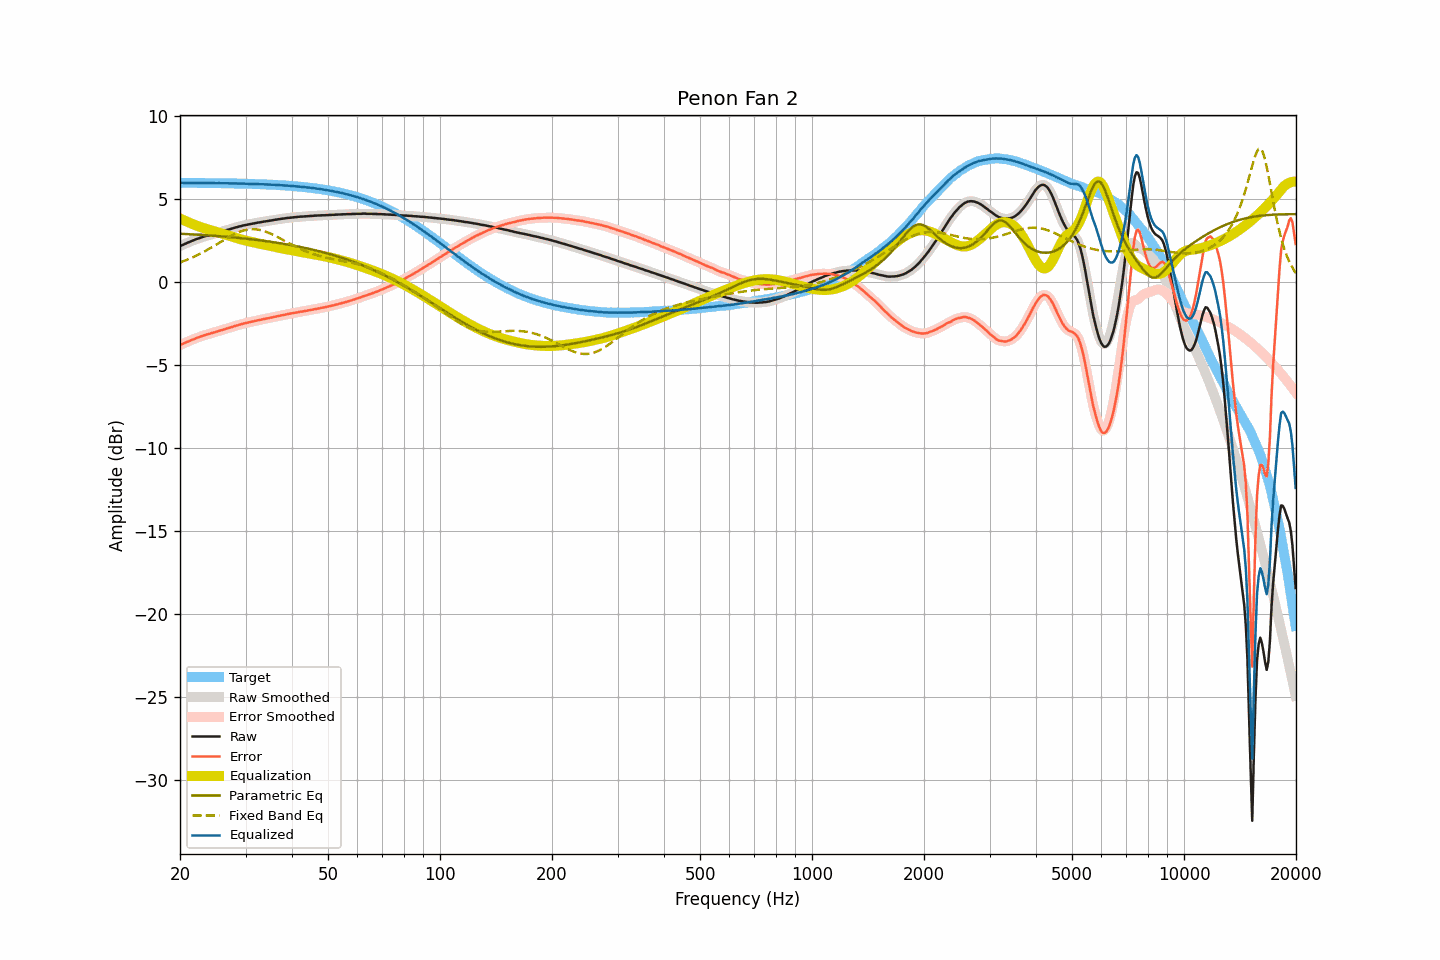 Penon Fan 2
10
5
0
−5
−10
−15
−20
−25
−30
Amplitude (dBr)
Target
Raw Smoothed
Error Smoothed
Raw
Error
Equalization
Parametric Eq
Fixed Band Eq
Equalized
20 50 100 200 500 1000 2000 5000 10000 20000
Frequency (Hz)